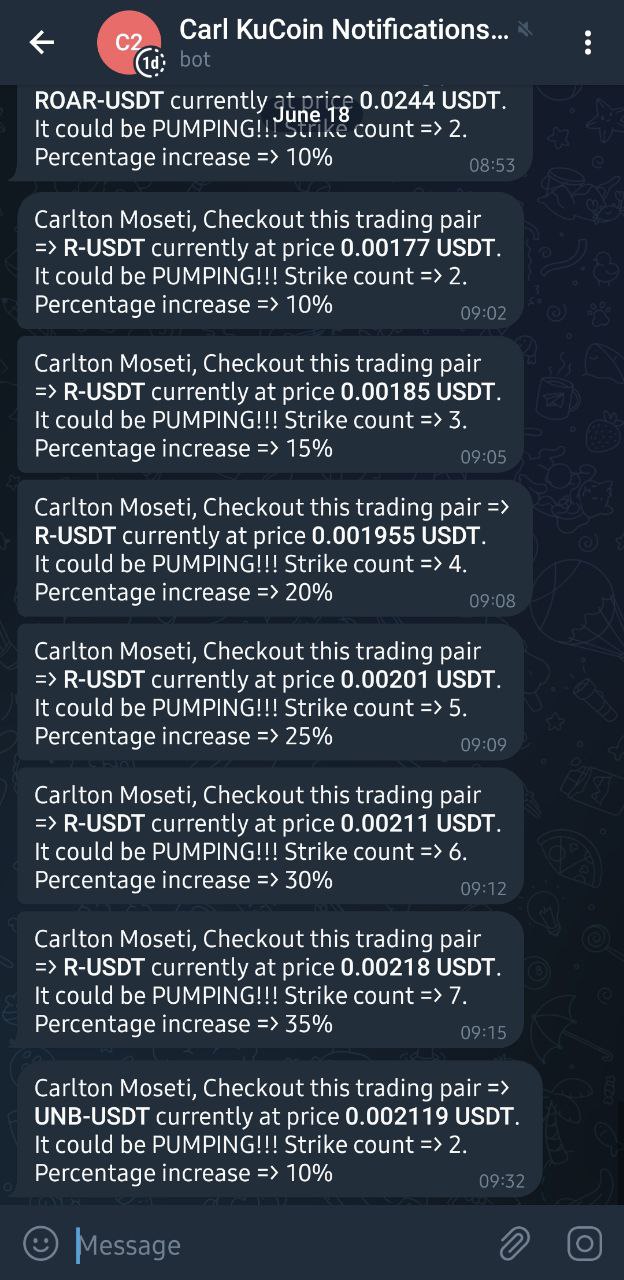 Carl KuCoin Notifications...
C2
1d
bot
ROAR-USDT currently at price 0.0244 USDT.
June 18
It could be PUMPING!!! Strike count => 2.
Percentage increase => 10%
08:53
Carlton Moseti, Checkout this trading pair
=> R-USDT currently at price 0.00177 USDT.
It could be PUMPING!!! Strike count => 2.
Percentage increase => 10%
09:02
Carlton Moseti, Checkout this trading pair
=> R-USDT currently at price 0.00185 USDT.
It could be PUMPING!!! Strike count => 3.
Percentage increase => 15%
09:05
Carlton Moseti, Checkout this trading pair =>
R-USDT currently at price 0.001955 USDT.
It could be PUMPING!!! Strike count => 4.
Percentage increase => 20%
09:08
Carlton Moseti, Checkout this trading pair
=> R-USDT currently at price 0.00201 USDT.
It could be PUMPING!!! Strike count => 5.
Percentage increase => 25%
09:09
Carlton Moseti, Checkout this trading pair
=> R-USDT currently at price 0.00211 USDT.
It could be PUMPING!!! Strike count => 6.
Percentage increase => 30%
09:12
Carlton Moseti, Checkout this trading pair
=> R-USDT currently at price 0.00218 USDT.
It could be PUMPING!!! Strike count => 7.
Percentage increase => 35%
09:15
Carlton Moseti, Checkout this trading pair =>
UNB-USDT currently at price 0.002119 USDT.
It could be PUMPING!!! Strike count => 2.
Percentage increase => 10%
09:32
Message